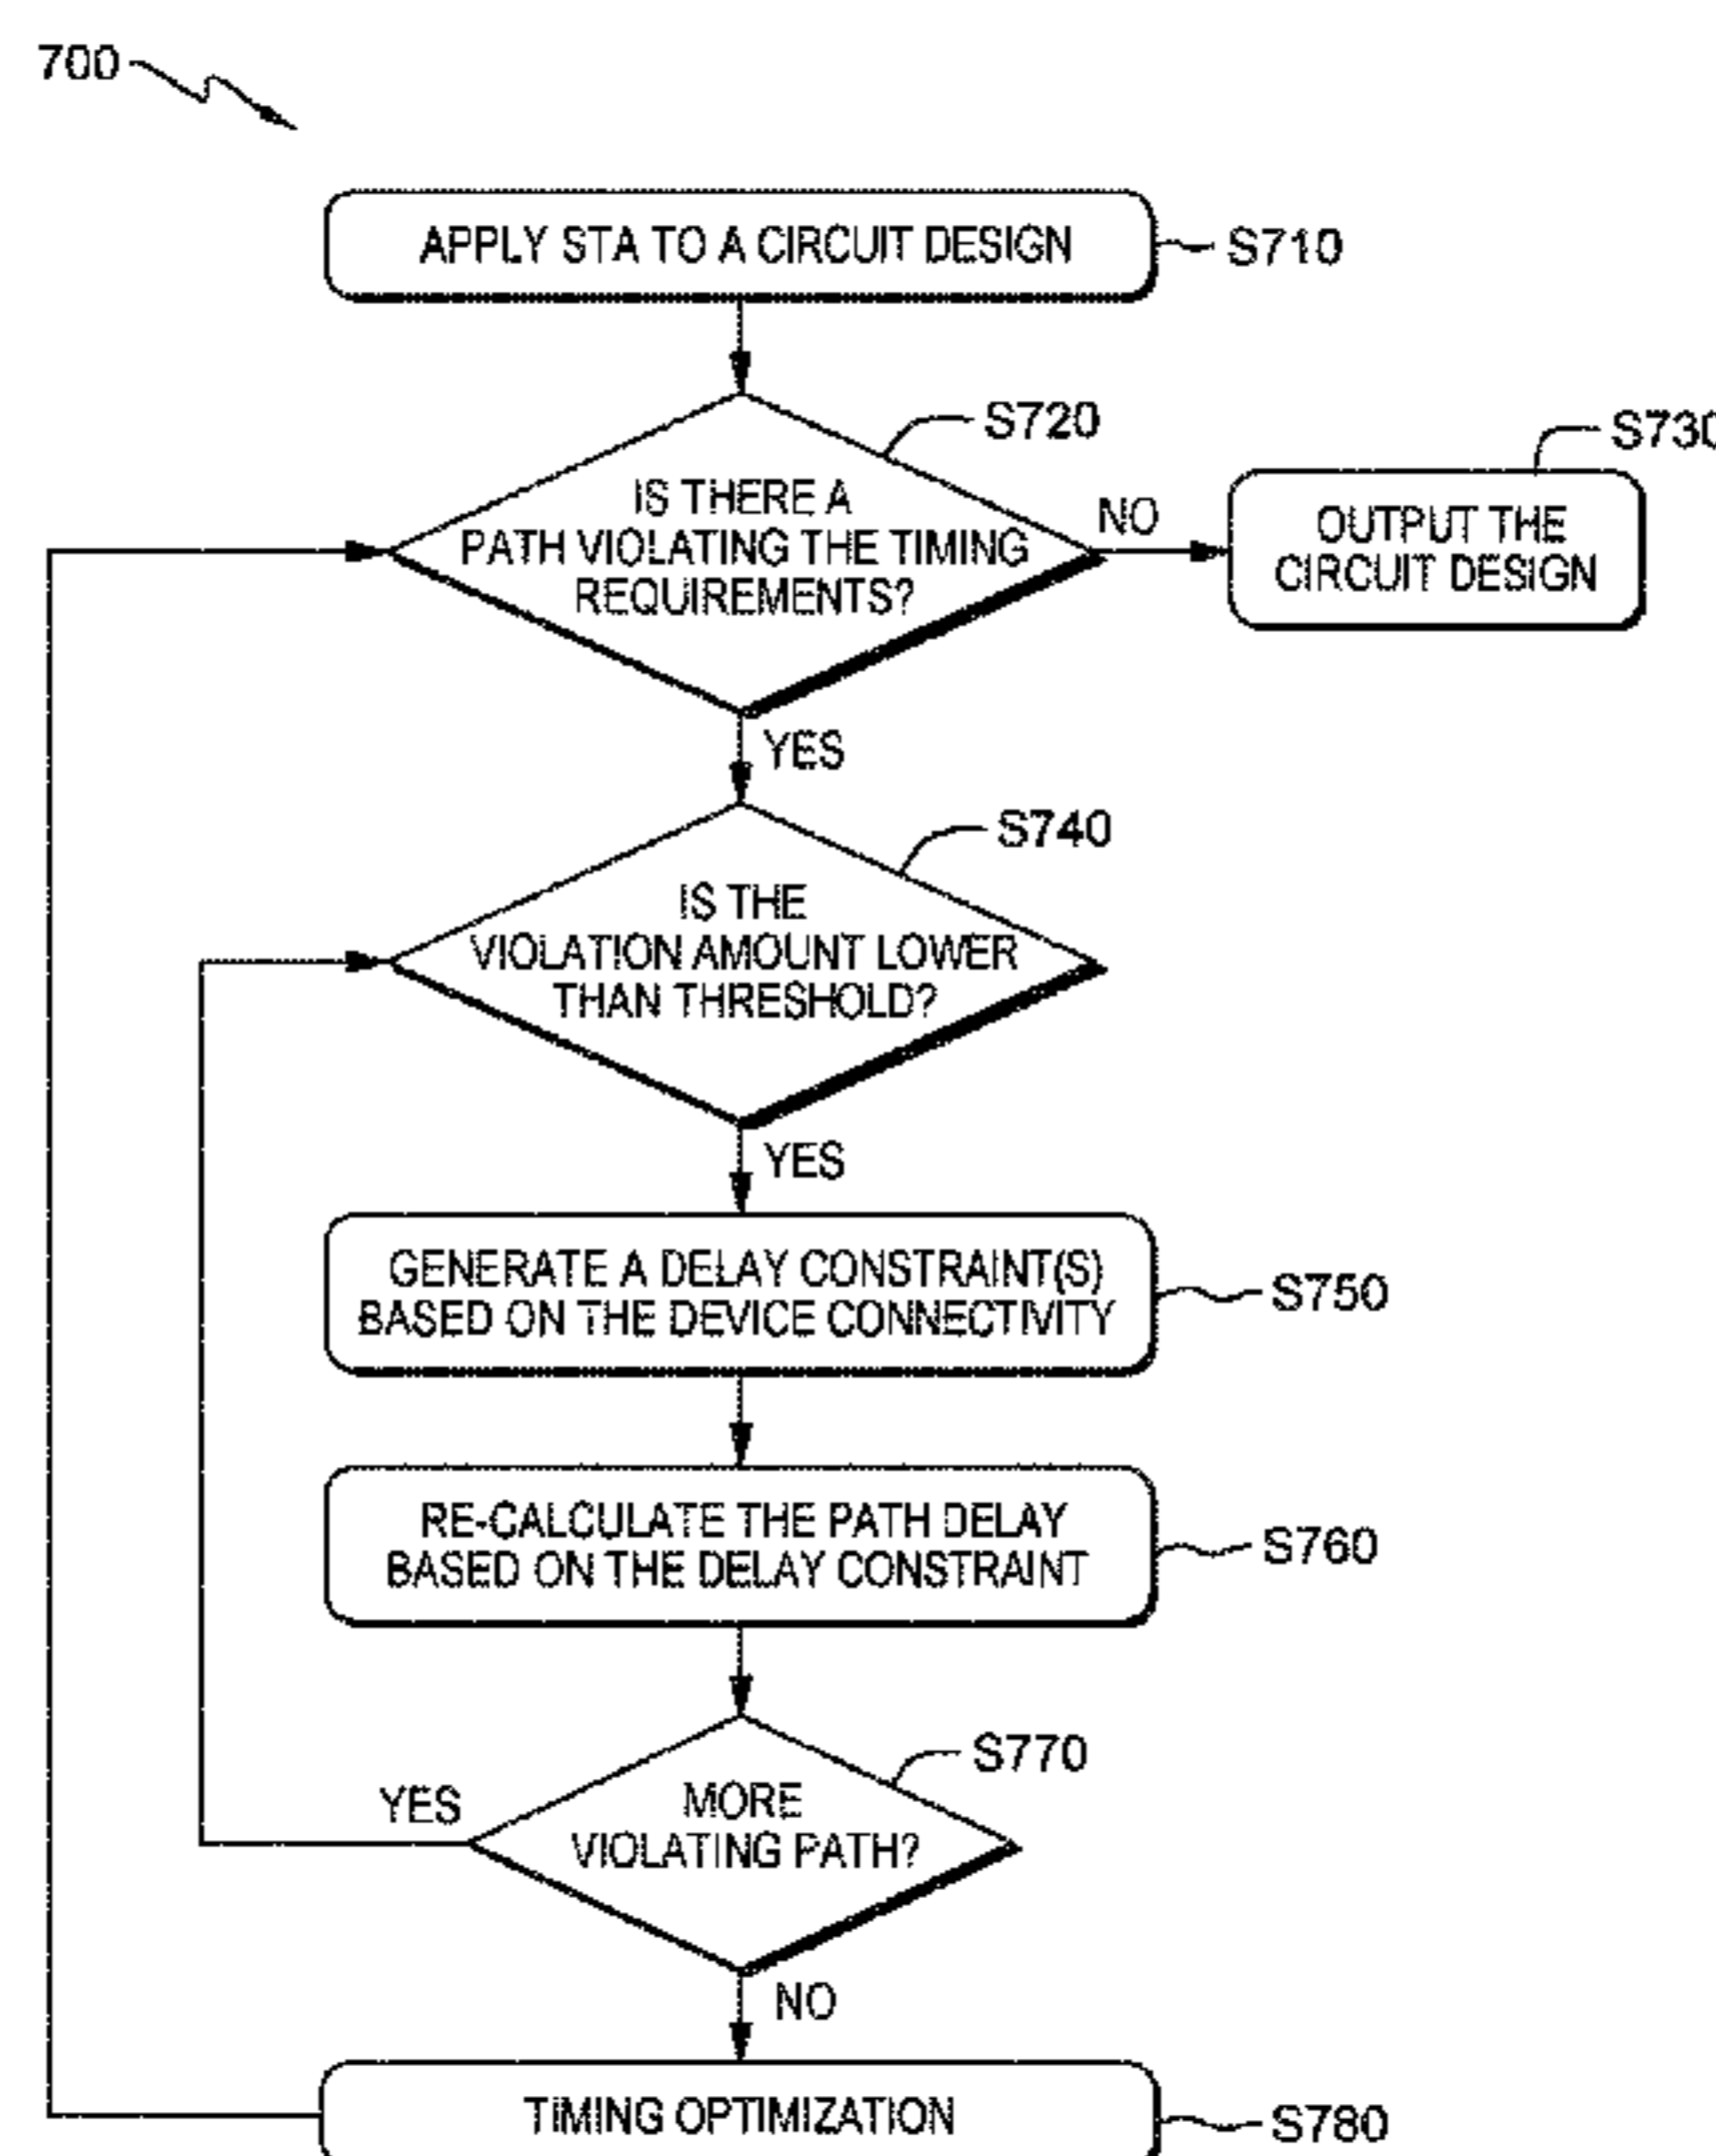 700
APPLY STA TO A CIRCUIT DESIGN
S710
S720
IS THERE A
PATH VIOLATING THE TIMING
REQUIREMENTS?
NO
S730
OUTPUT THE
CIRCUIT DESIGN
YES
S740
IS THE
VIOLATION AMOUNT LOWER
THAN THRESHOLD?
YES
GENERATE A DELAY CONSTRAINT(S)
BASED ON THE DEVICE CONNECTIVITY
S750
RE-CALCULATE THE PATH DELAY
BASED ON THE DELAY CONSTRAINT
S760
S770
MORE
VIOLATING PATH?
YES
NO
TIMING OPTIMIZATION
S780